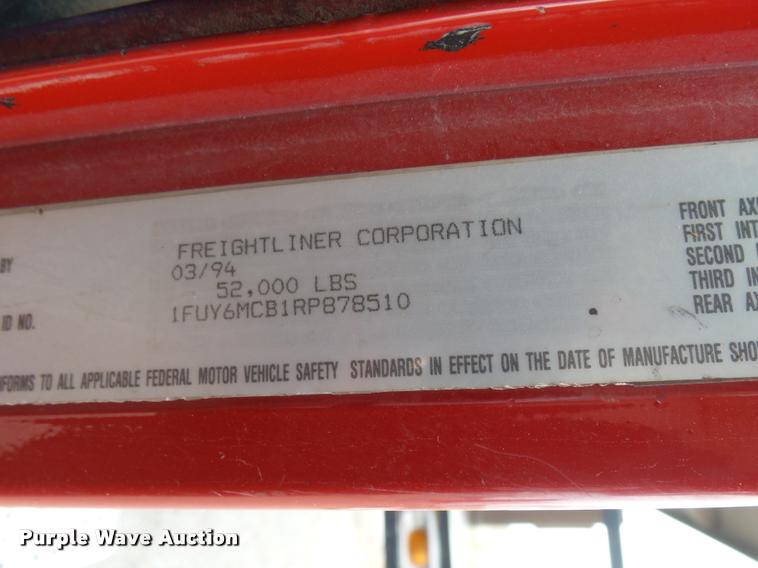 FREIGHTLINER CORPORATION
BY
03/94
52,000 LBS
ID NO.
1FUY6MCB1RP878510
FRONT AX
FIRST INT
SECOND
THIRD IN
REAR AX
FORMS TO ALL APPLICABLE FEDERAL MOTOR VEHICLE SAFETY STANDARDS IN EFFECT ON THE DATE OF MANUFACTURE SHO
Purple Wave Auction